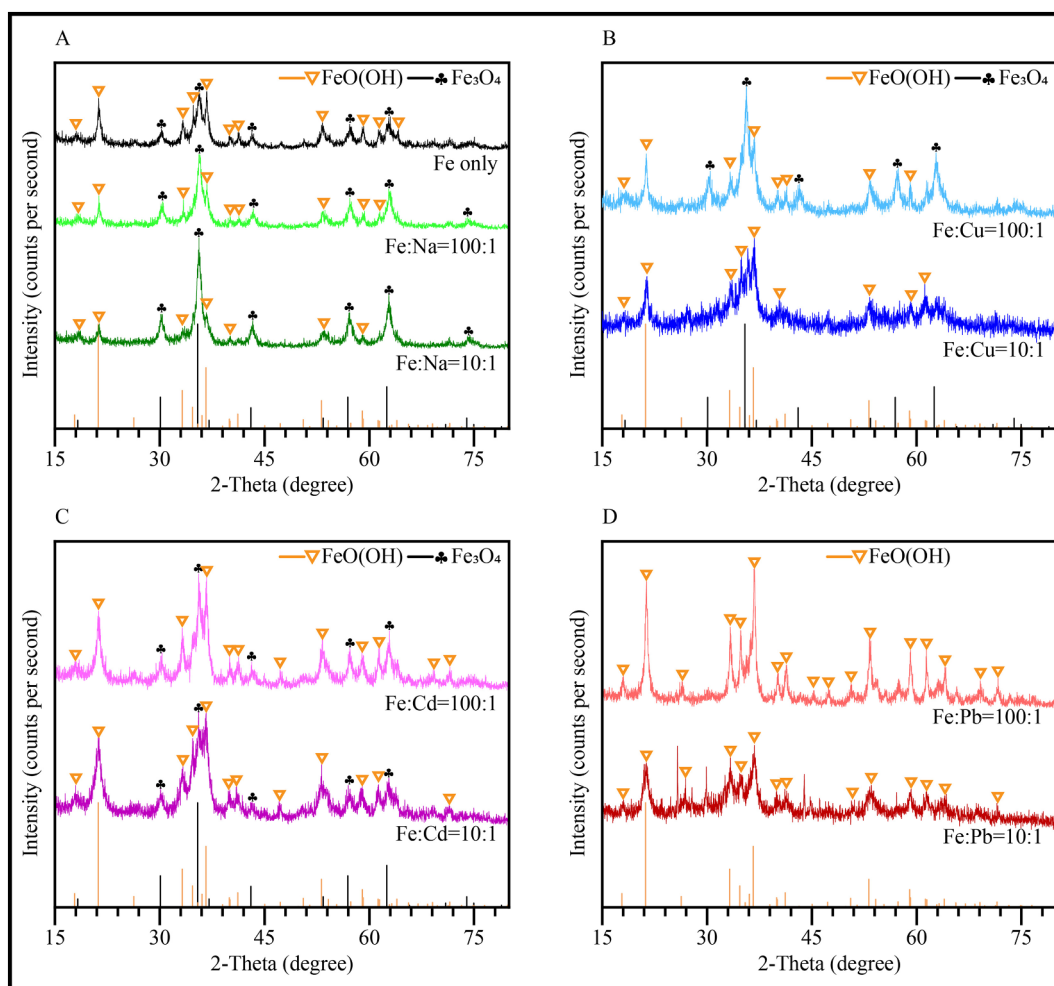 A
▽ FeO(OH) ♣ Fe₃O₄
Fe only
Fe:Na=100:1
Fe:Na=10:1
Intensity (counts per second)
15 30 45 60 75
2-Theta (degree)
B
▽ FeO(OH) ♣ Fe₃O₄
Fe:Cu=100:1
Fe:Cu=10:1
Intensity (counts per second)
15 30 45 60 75
2-Theta (degree)
C
▽ FeO(OH) ♣ Fe₃O₄
Fe:Cd=100:1
Fe:Cd=10:1
Intensity (counts per second)
15 30 45 60 75
2-Theta (degree)
D
▽ FeO(OH)
Fe:Pb=100:1
Fe:Pb=10:1
Intensity (counts per second)
15 30 45 60 75
2-Theta (degree)